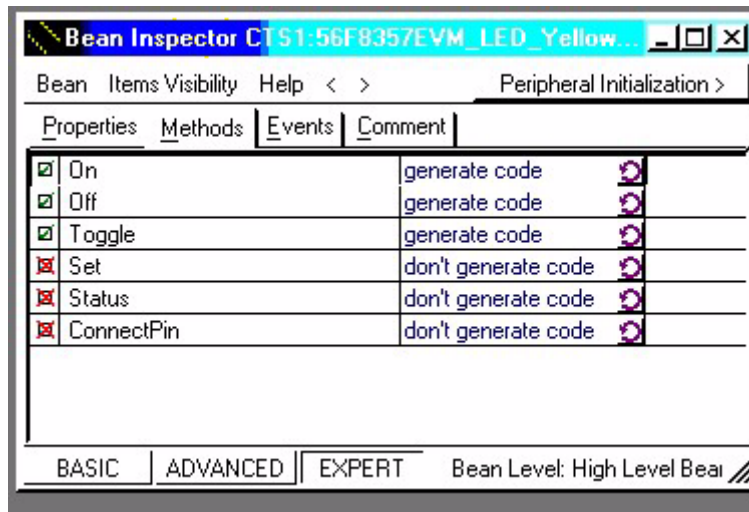 Bean Inspector CTS1:56F8357EVM_LED_Yellow...
Bean Items Visibility Help < > Peripheral Initialization >
Properties Methods Events Comment
On generate code
Off generate code
Toggle generate code
Set don't generate code
Status don't generate code
ConnectPin don't generate code
BASIC ADVANCED EXPERT Bean Level: High Level